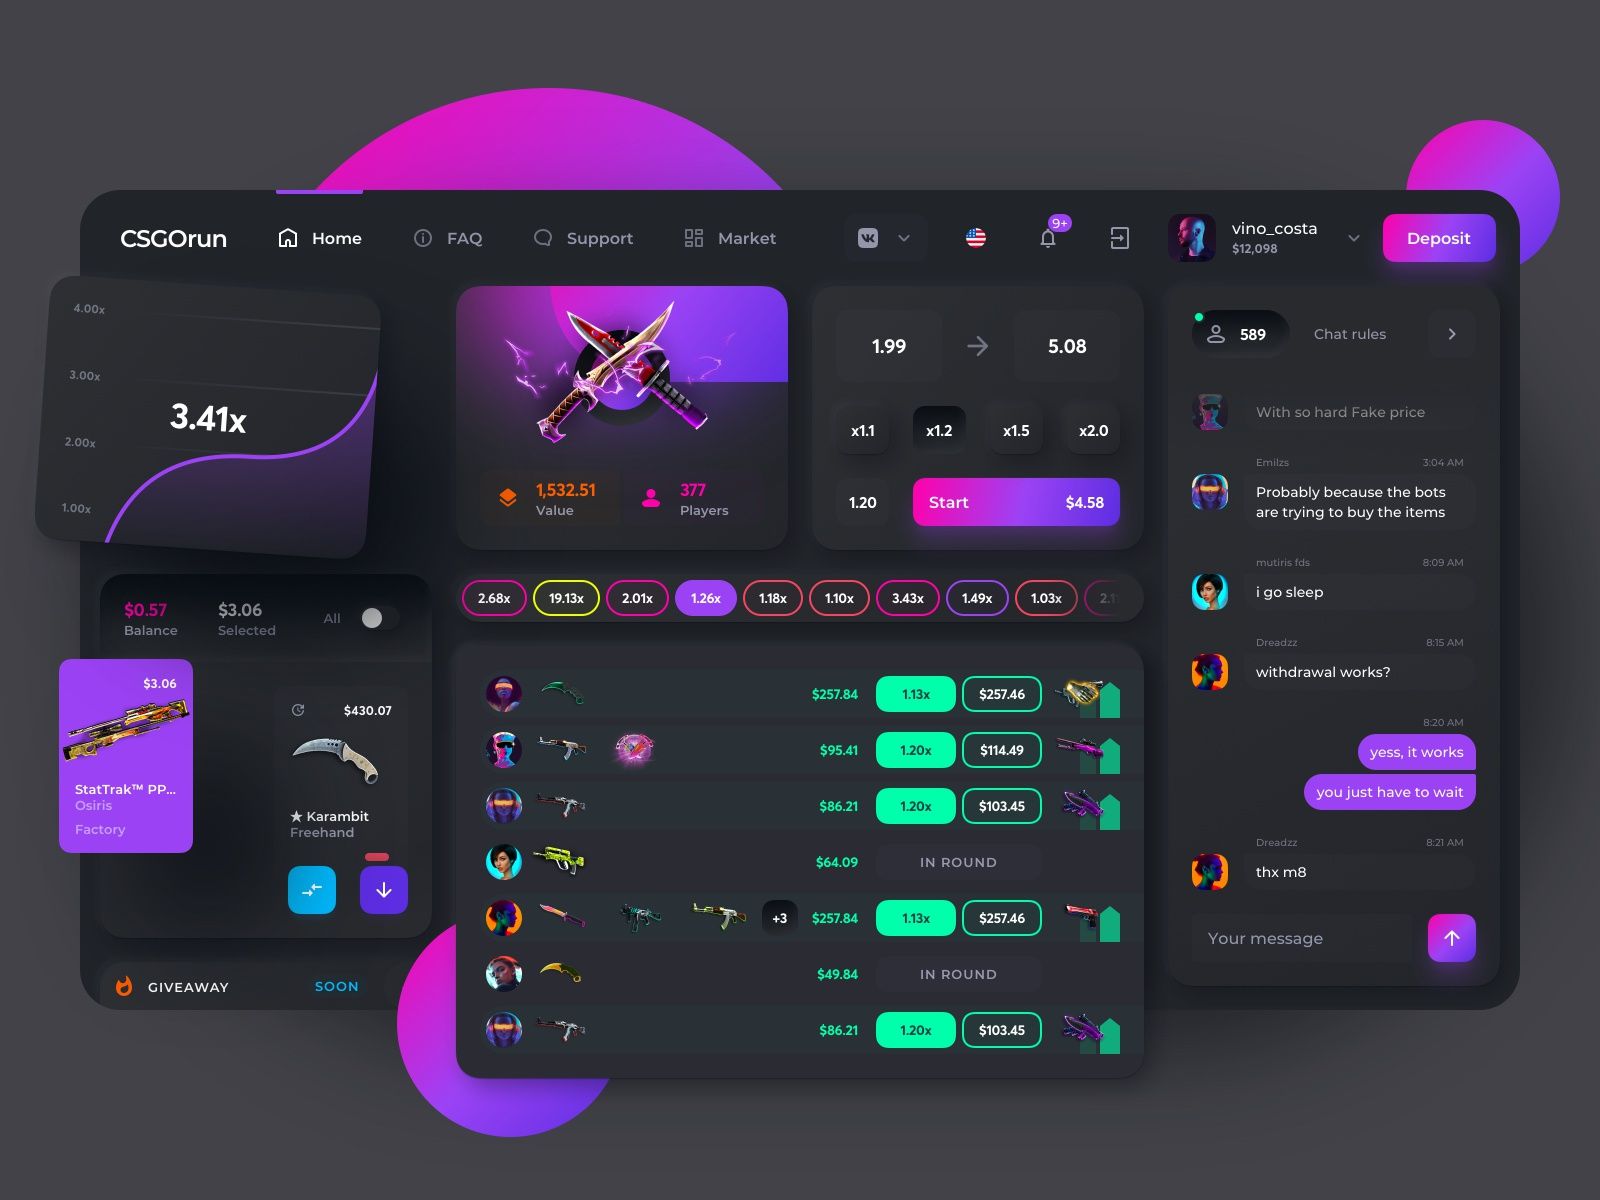 CSGOrun
Home
FAQ
Support
Market
9+
vino_costa
$12,098
Deposit
4.00x
3.00x
2.00x
1.00x
3.41x
1,532.51
Value
377
Players
1.99
5.08
x1.1
x1.2
x1.5
x2.0
1.20
Start
$4.58
589
Chat rules
With so hard Fake price
Emilzs
3:04 AM
Probably because the bots
are trying to buy the items
mutiris fds
8:09 AM
i go sleep
Dreadzz
8:15 AM
withdrawal works?
8:20 AM
yess, it works
you just have to wait
Dreadzz
8:21 AM
thx m8
Your message
$0.57
Balance
$3.06
Selected
All
$3.06
StatTrak™ PP...
Osiris
Factory
$430.07
★ Karambit
Freehand
GIVEAWAY
SOON
2.68x
19.13x
2.01x
1.26x
1.18x
1.10x
3.43x
1.49x
1.03x
$257.84
1.13x
$257.46
$95.41
1.20x
$114.49
$86.21
1.20x
$103.45
$64.09
IN ROUND
+3
$257.84
1.13x
$257.46
$49.84
IN ROUND
$86.21
1.20x
$103.45